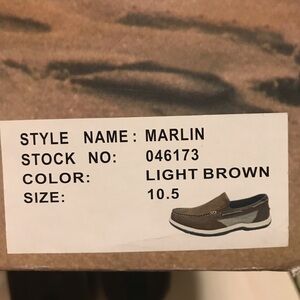 STYLE NAME: MARLIN
STOCK NO: 046173
COLOR: LIGHT BROWN
SIZE: 10.5